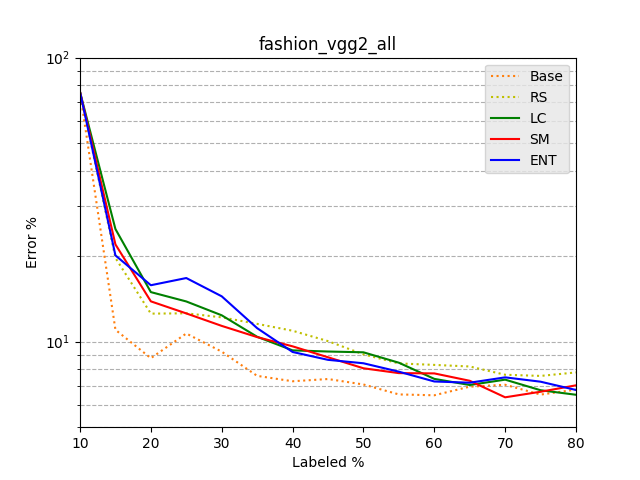 fashion_vgg2_all
10²
10¹
Error %
Base
RS
LC
SM
ENT
10 20 30 40 50 60 70 80
Labeled %